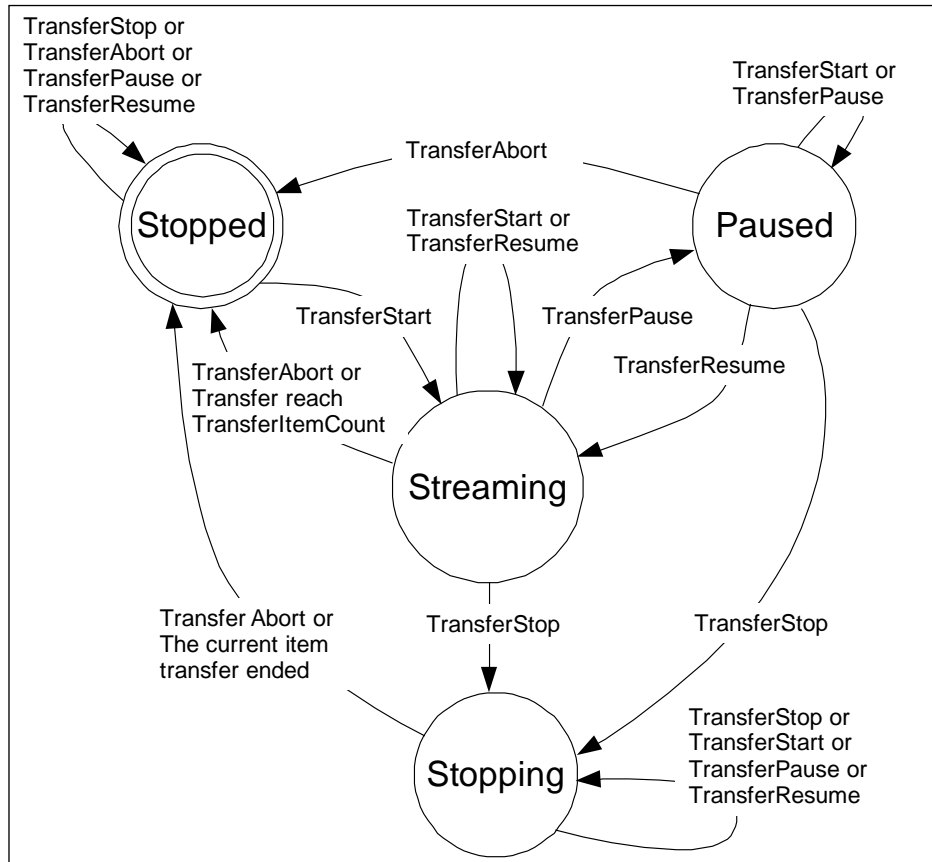 TransferStop or
TransferAbort or
TransferPause or
TransferResume
TransferStart or
TransferPause
TransferAbort
Stopped
TransferStart or
TransferResume
Paused
TransferStart
TransferPause
TransferResume
TransferAbort or
Transfer reach
TransferItemCount
Streaming
Transfer Abort or
The current item
transfer ended
TransferStop
TransferStop
Stopping
TransferStop or
TransferStart or
TransferPause or
TransferResume